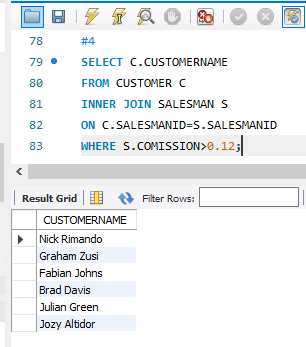 78 #4
79 SELECT C.CUSTOMERNAME
80 FROM CUSTOMER C
81 INNER JOIN SALESMAN S
82 ON C.SALESMANID=S.SALESMANID
83 WHERE S.COMISSION>0.12;
Result Grid Filter Rows:
CUSTOMERNAME
Nick Rimando
Graham Zusi
Fabian Johns
Brad Davis
Julian Green
Jozy Altidor